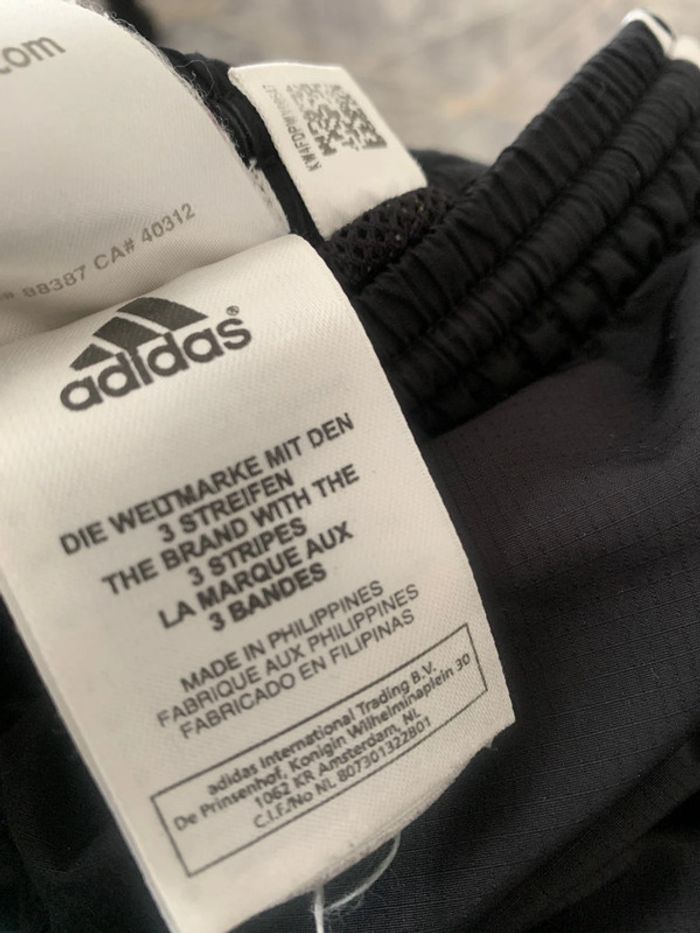 .com
88387 CA# 40312
adidas®
DIE WELTMARKE MIT DEN
3 STREIFEN
THE BRAND WITH THE
3 STRIPES
LA MARQUE AUX
3 BANDES
MADE IN PHILIPPINES
FABRIQUE AUX PHILIPPINES
FABRICADO EN FILIPINAS
adidas International Trading B.V.
De Prinsenhof, Konigin Wilhelminaplein 30
1062 KR Amsterdam, NL
C.I.F./No NL 807301322B01